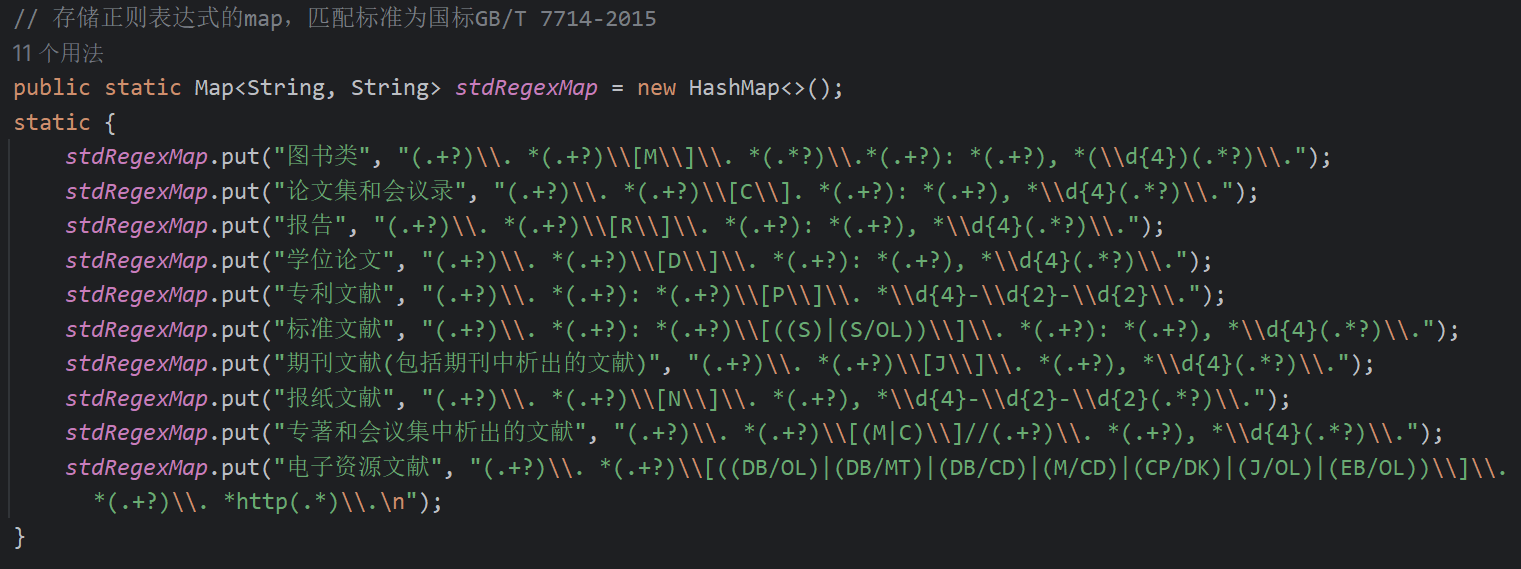 // 存储正则表达式的map，匹配标准为国标GB/T 7714-2015
11 个用法
public static Map<String, String> stdRegexMap = new HashMap<>();
static {
    stdRegexMap.put("图书类", "(.+?)\\. *(.+?)\\[M\\]\\. *(.*?)\\.*(.+?): *(.+?), *(\\d{4})(.*?)\\.");
    stdRegexMap.put("论文集和会议录", "(.+?)\\. *(.+?)\\[C\\]. *(.+?): *(.+?), *\\d{4}(.*?)\\.");
    stdRegexMap.put("报告", "(.+?)\\. *(.+?)\\[R\\]\\. *(.+?): *(.+?), *\\d{4}(.*?)\\.");
    stdRegexMap.put("学位论文", "(.+?)\\. *(.+?)\\[D\\]\\. *(.+?): *(.+?), *\\d{4}(.*?)\\.");
    stdRegexMap.put("专利文献", "(.+?)\\. *(.+?): *(.+?)\\[P\\]\\. *\\d{4}-\\d{2}-\\d{2}\\.");
    stdRegexMap.put("标准文献", "(.+?)\\. *(.+?): *(.+?)\\[((S)|(S/OL))\\]\\. *(.+?): *(.+?), *\\d{4}(.*?)\\.");
    stdRegexMap.put("期刊文献(包括期刊中析出的文献)", "(.+?)\\. *(.+?)\\[J\\]\\. *(.+?), *\\d{4}(.*?)\\.");
    stdRegexMap.put("报纸文献", "(.+?)\\. *(.+?)\\[N\\]\\. *(.+?), *\\d{4}-\\d{2}-\\d{2}(.*?)\\.");
    stdRegexMap.put("专著和会议集中析出的文献", "(.+?)\\. *(.+?)\\[(M|C)\\]//(.+?)\\. *(.+?), *\\d{4}(.*?)\\.");
    stdRegexMap.put("电子资源文献", "(.+?)\\. *(.+?)\\[((DB/OL)|(DB/MT)|(DB/CD)|(M/CD)|(CP/DK)|(J/OL)|(EB/OL))\\]\\.
      *(.+?)\\. *http(.*)\\.\n");
}